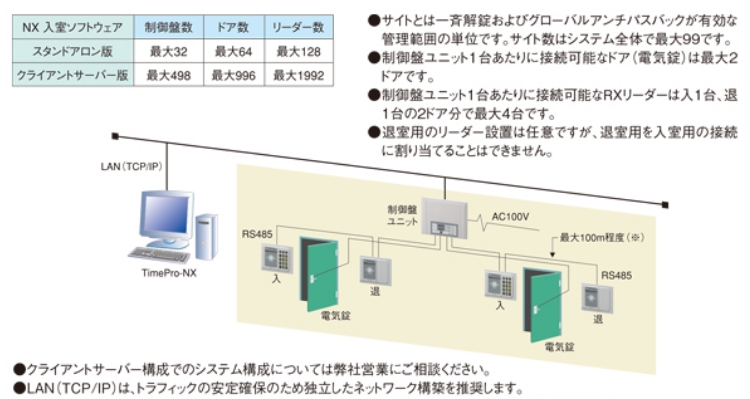 NX 入室ソフトウェア 制御盤数 ドア数 リーダー数
スタンドアロン版 最大32 最大64 最大128
クライアントサーバー版 最大498 最大996 最大1992
●サイトとは一斉解錠およびグローバルアンチパスバックが有効な
管理範囲の単位です。サイト数はシステム全体で最大99です。
●制御盤ユニット1台あたりに接続可能なドア（電気錠）は最大2
ドアです。
●制御盤ユニット1台あたりに接続可能なRXリーダーは入1台、退
1台の2ドア分で最大4台です。
●退室用のリーダー設置は任意ですが、退室用を入室用の接続
に割り当てることはできません。
LAN（TCP/IP）
TimePro-NX
制御盤
ユニット
AC100V
RS485
入
電気錠
退
最大100m程度（※）
RS485
入
電気錠
退
●クライアントサーバー構成でのシステム構成については弊社営業にご相談ください。
●LAN（TCP/IP）は、トラフィックの安定確保のため独立したネットワーク構築を推奨します。